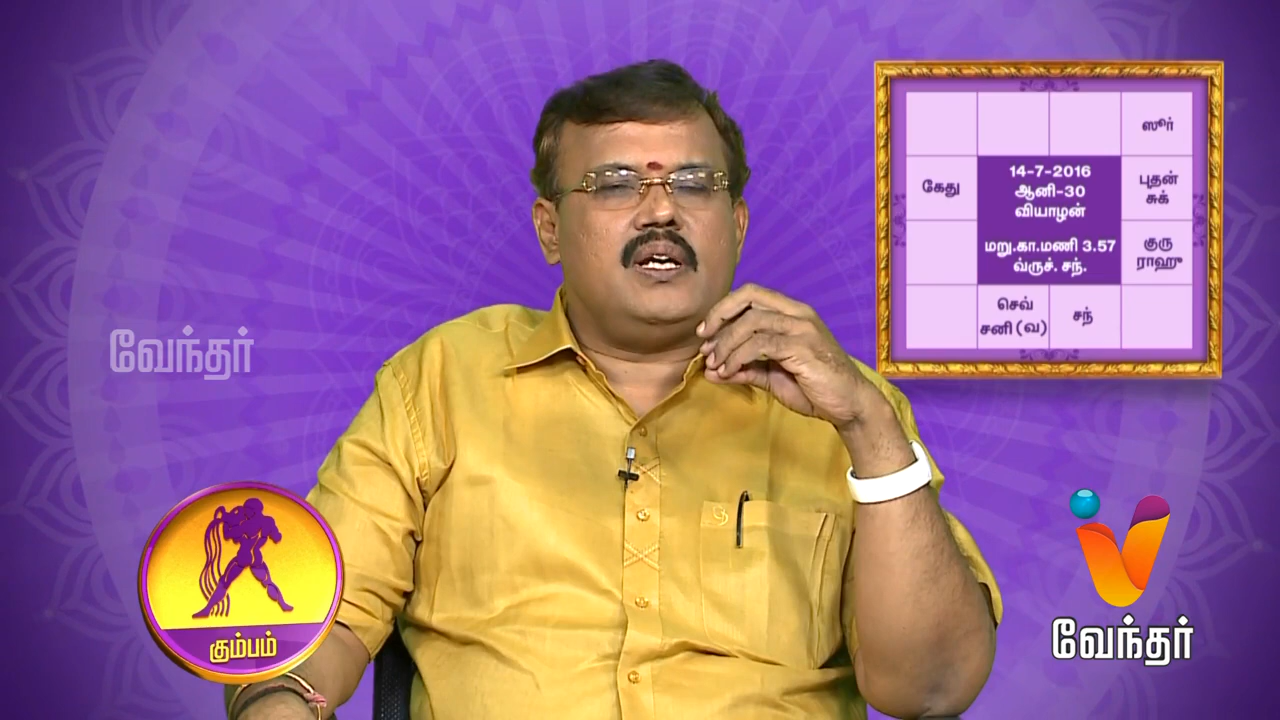 ஸூர்
கேது
14-7-2016
ஆனி-30
வியாழன்
மறு.கா.மணி 3.57
வ்ருச். சந்.
புதன்
சுக்
குரு
ராஹு
செவ்
சனி (வ)
சந்
வேந்தர்
கும்பம்
வேந்தர்